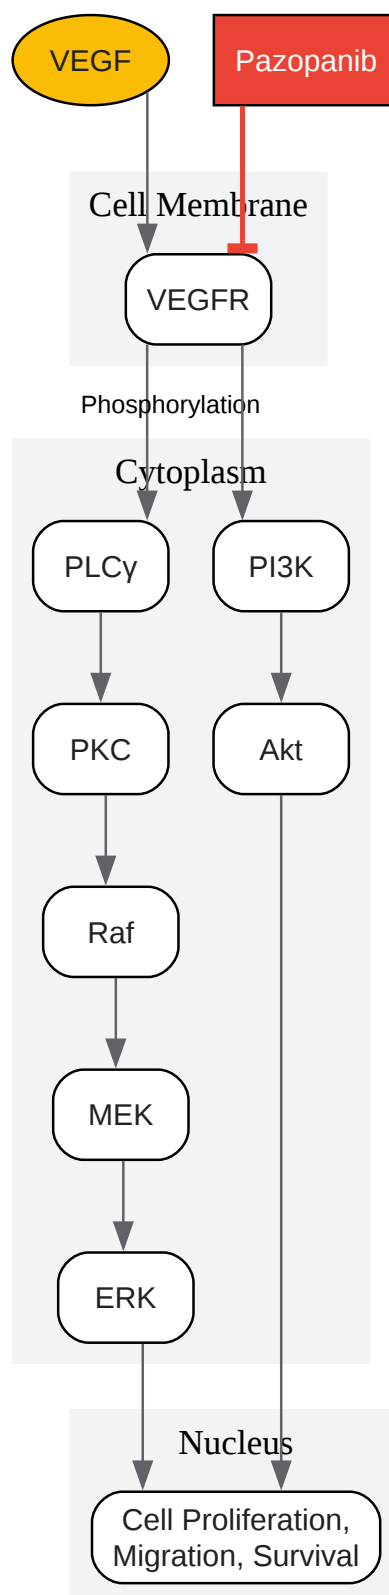 VEGF
Pazopanib
Cell Membrane
VEGFR
Phosphorylation
Cytoplasm
PLCγ
PI3K
PKC
Akt
Raf
MEK
ERK
Nucleus
Cell Proliferation,
Migration, Survival